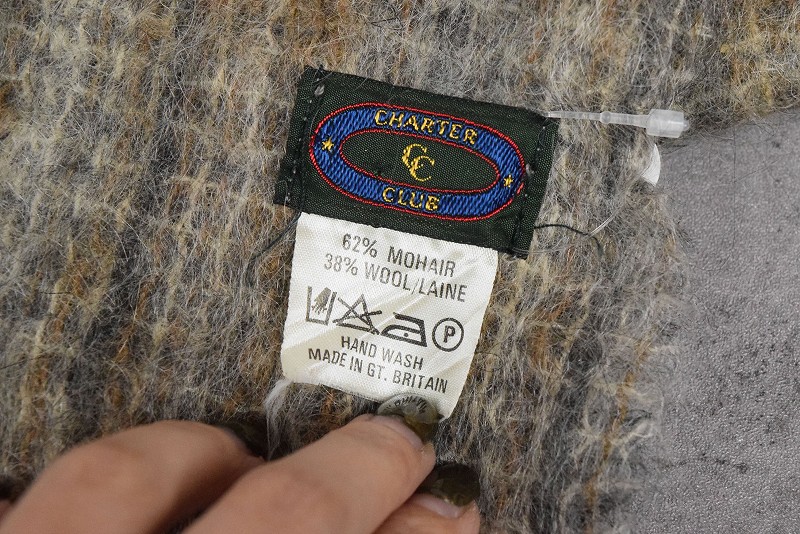 CHARTER
CC
CLUB
62% MOHAIR
38% WOOL/LAINE
P
HAND WASH
MADE IN GT. BRITAIN